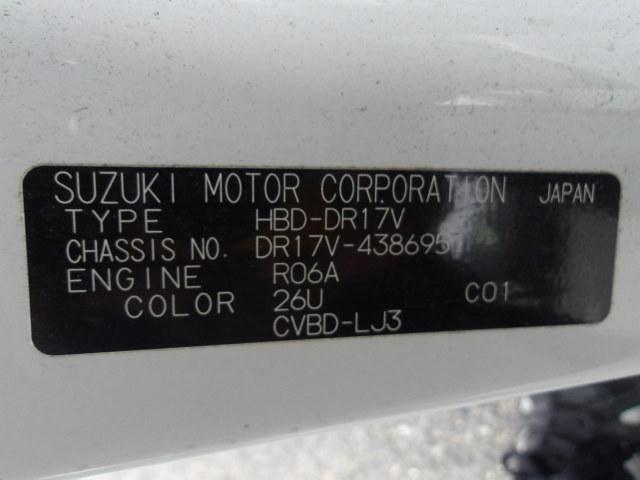 SUZUKI MOTOR CORPORATION JAPAN
TYPE HBD-DR17V
CHASSIS NO. DR17V-438695
ENGINE R06A
COLOR 26U C01
CVBD-LJ3